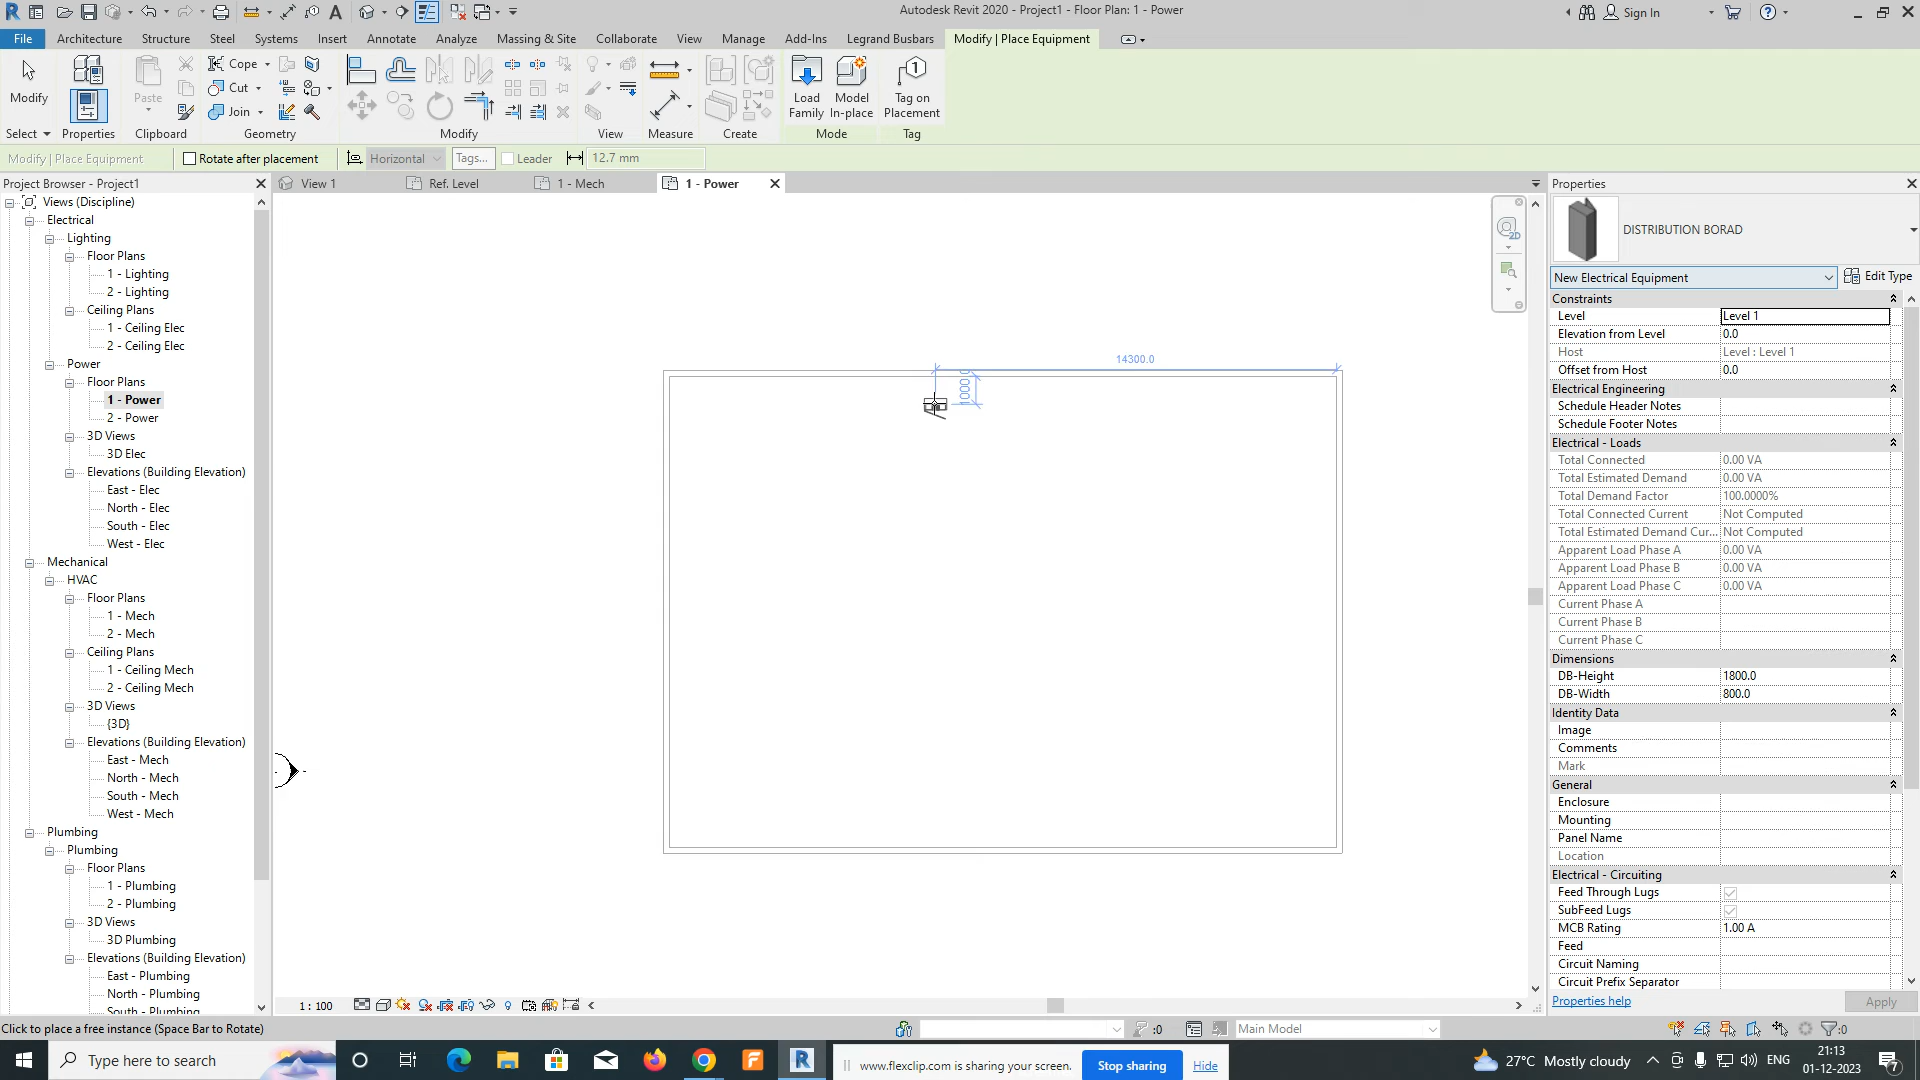 Autodesk Revit 2020 - Project1 - Floor Plan: 1 - Power
Sign In
File
Architecture
Structure
Steel
Systems
Insert
Annotate
Analyze
Massing & Site
Collaborate
View
Manage
Add-Ins
Legrand Busbars
Modify | Place Equipment
Modify
Paste
Cope
Cut
Join
Load
Family
Model
In-place
Tag on
Placement
Select
Properties
Clipboard
Geometry
Modify
View
Measure
Create
Mode
Tag
Modify | Place Equipment
Rotate after placement
Horizontal
Tags...
Leader
12.7 mm
Project Browser - Project1
Views (Discipline)
Electrical
Lighting
Floor Plans
1 - Lighting
2 - Lighting
Ceiling Plans
1 - Ceiling Elec
2 - Ceiling Elec
Power
Floor Plans
1 - Power
2 - Power
3D Views
3D Elec
Elevations (Building Elevation)
East - Elec
North - Elec
South - Elec
West - Elec
Mechanical
HVAC
Floor Plans
1 - Mech
2 - Mech
Ceiling Plans
1 - Ceiling Mech
2 - Ceiling Mech
3D Views
{3D}
Elevations (Building Elevation)
East - Mech
North - Mech
South - Mech
West - Mech
Plumbing
Plumbing
Floor Plans
1 - Plumbing
2 - Plumbing
3D Views
3D Plumbing
Elevations (Building Elevation)
East - Plumbing
North - Plumbing
South - Plumbing
View 1
Ref. Level
1 - Mech
1 - Power
2D
14300.0
1000.0
1 : 100
Properties
DISTRIBUTION BORAD
New Electrical Equipment
Edit Type
Constraints
Level Level 1
Elevation from Level 0.0
Host Level : Level 1
Offset from Host 0.0
Electrical Engineering
Schedule Header Notes
Schedule Footer Notes
Electrical - Loads
Total Connected 0.00 VA
Total Estimated Demand 0.00 VA
Total Demand Factor 100.0000%
Total Connected Current Not Computed
Total Estimated Demand Cur... Not Computed
Apparent Load Phase A 0.00 VA
Apparent Load Phase B 0.00 VA
Apparent Load Phase C 0.00 VA
Current Phase A
Current Phase B
Current Phase C
Dimensions
DB-Height 1800.0
DB-Width 800.0
Identity Data
Image
Comments
Mark
General
Enclosure
Mounting
Panel Name
Location
Electrical - Circuiting
Feed Through Lugs
SubFeed Lugs
MCB Rating 1.00 A
Feed
Circuit Naming
Circuit Prefix Separator
Properties help
Apply
Click to place a free instance (Space Bar to Rotate)
:0
Main Model
:0
Type here to search
www.flexclip.com is sharing your screen.
Stop sharing
Hide
27°C Mostly cloudy
ENG
21:13
01-12-2023
7